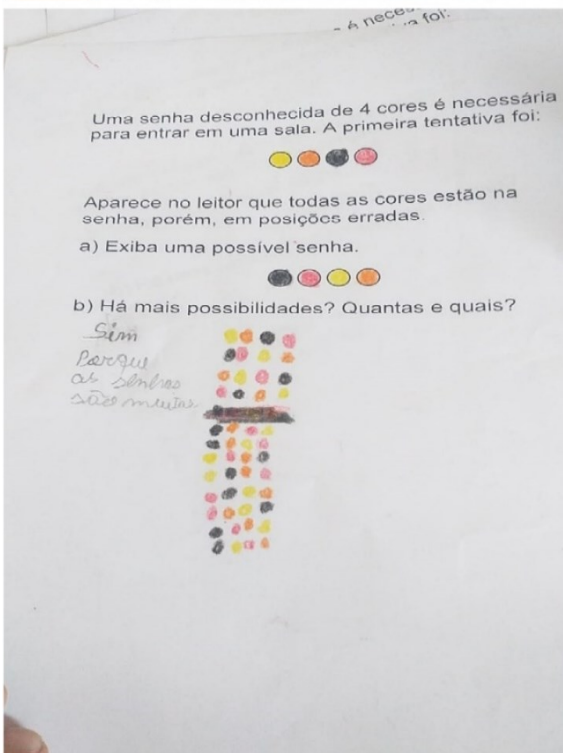 - é neces
foi:
Uma senha desconhecida de 4 cores é necessária
para entrar em uma sala. A primeira tentativa foi:
Aparece no leitor que todas as cores estão na
senha, porém, em posições erradas.
a) Exiba uma possível senha.
b) Há mais possibilidades? Quantas e quais?
Sim
Porque
as senhas
são muitas